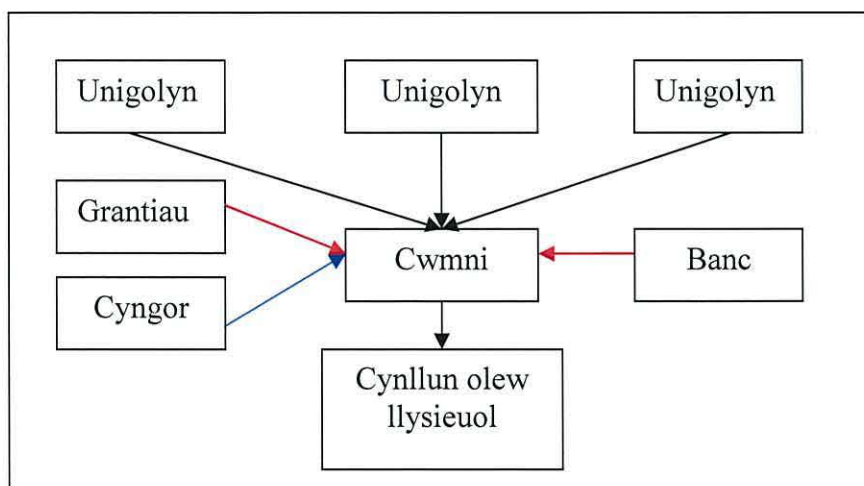 Unigolyn
Unigolyn
Unigolyn
Grantiau
Cwmni
Banc
Cyngor
Cynllun olew
llysieuol